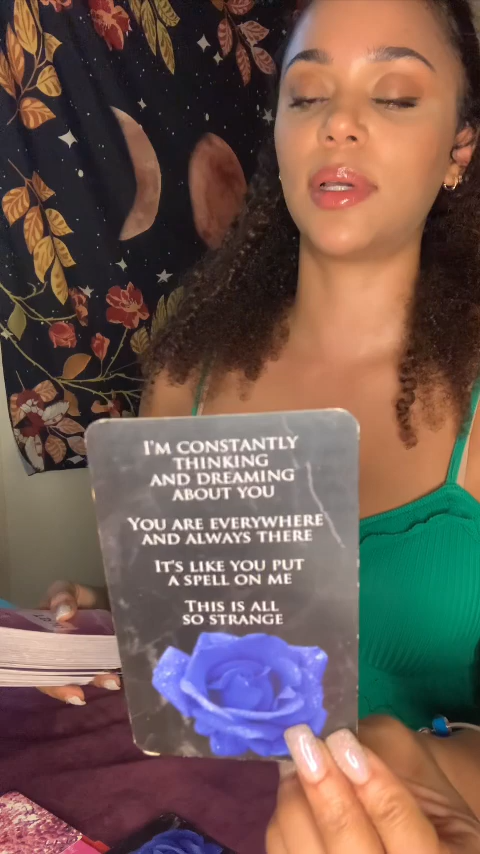 I'M CONSTANTLY
THINKING
AND DREAMING
ABOUT YOU
YOU ARE EVERYWHERE
AND ALWAYS THERE
IT'S LIKE YOU PUT
A SPELL ON ME
THIS IS ALL
SO STRANGE